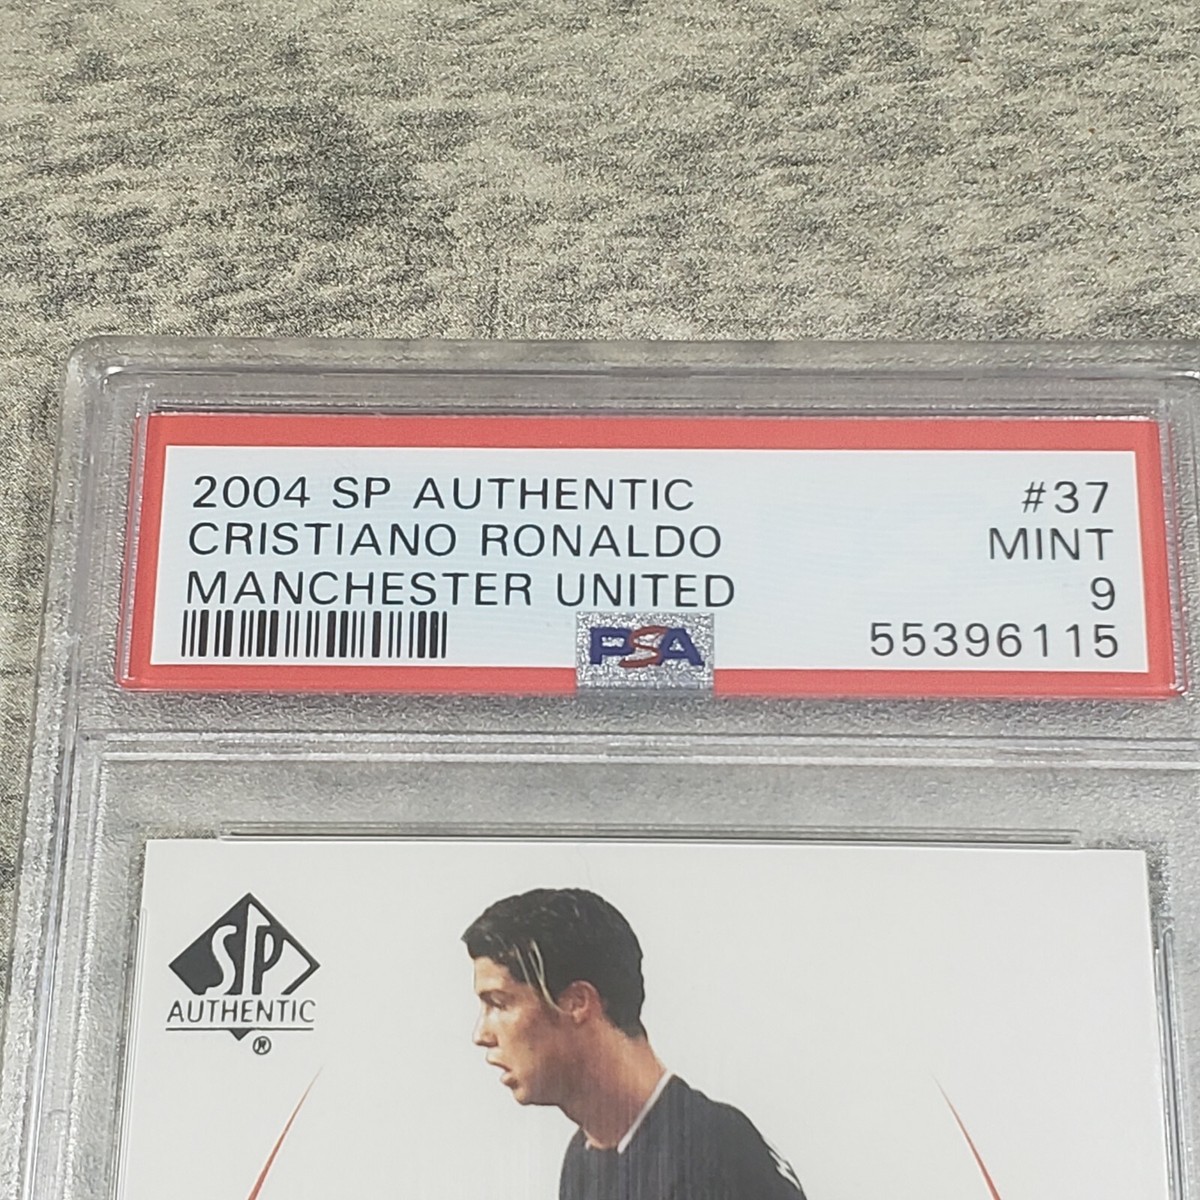 2004 SP AUTHENTIC #37
CRISTIANO RONALDO MINT
MANCHESTER UNITED 9
PSA 55396115
SP
AUTHENTIC
®